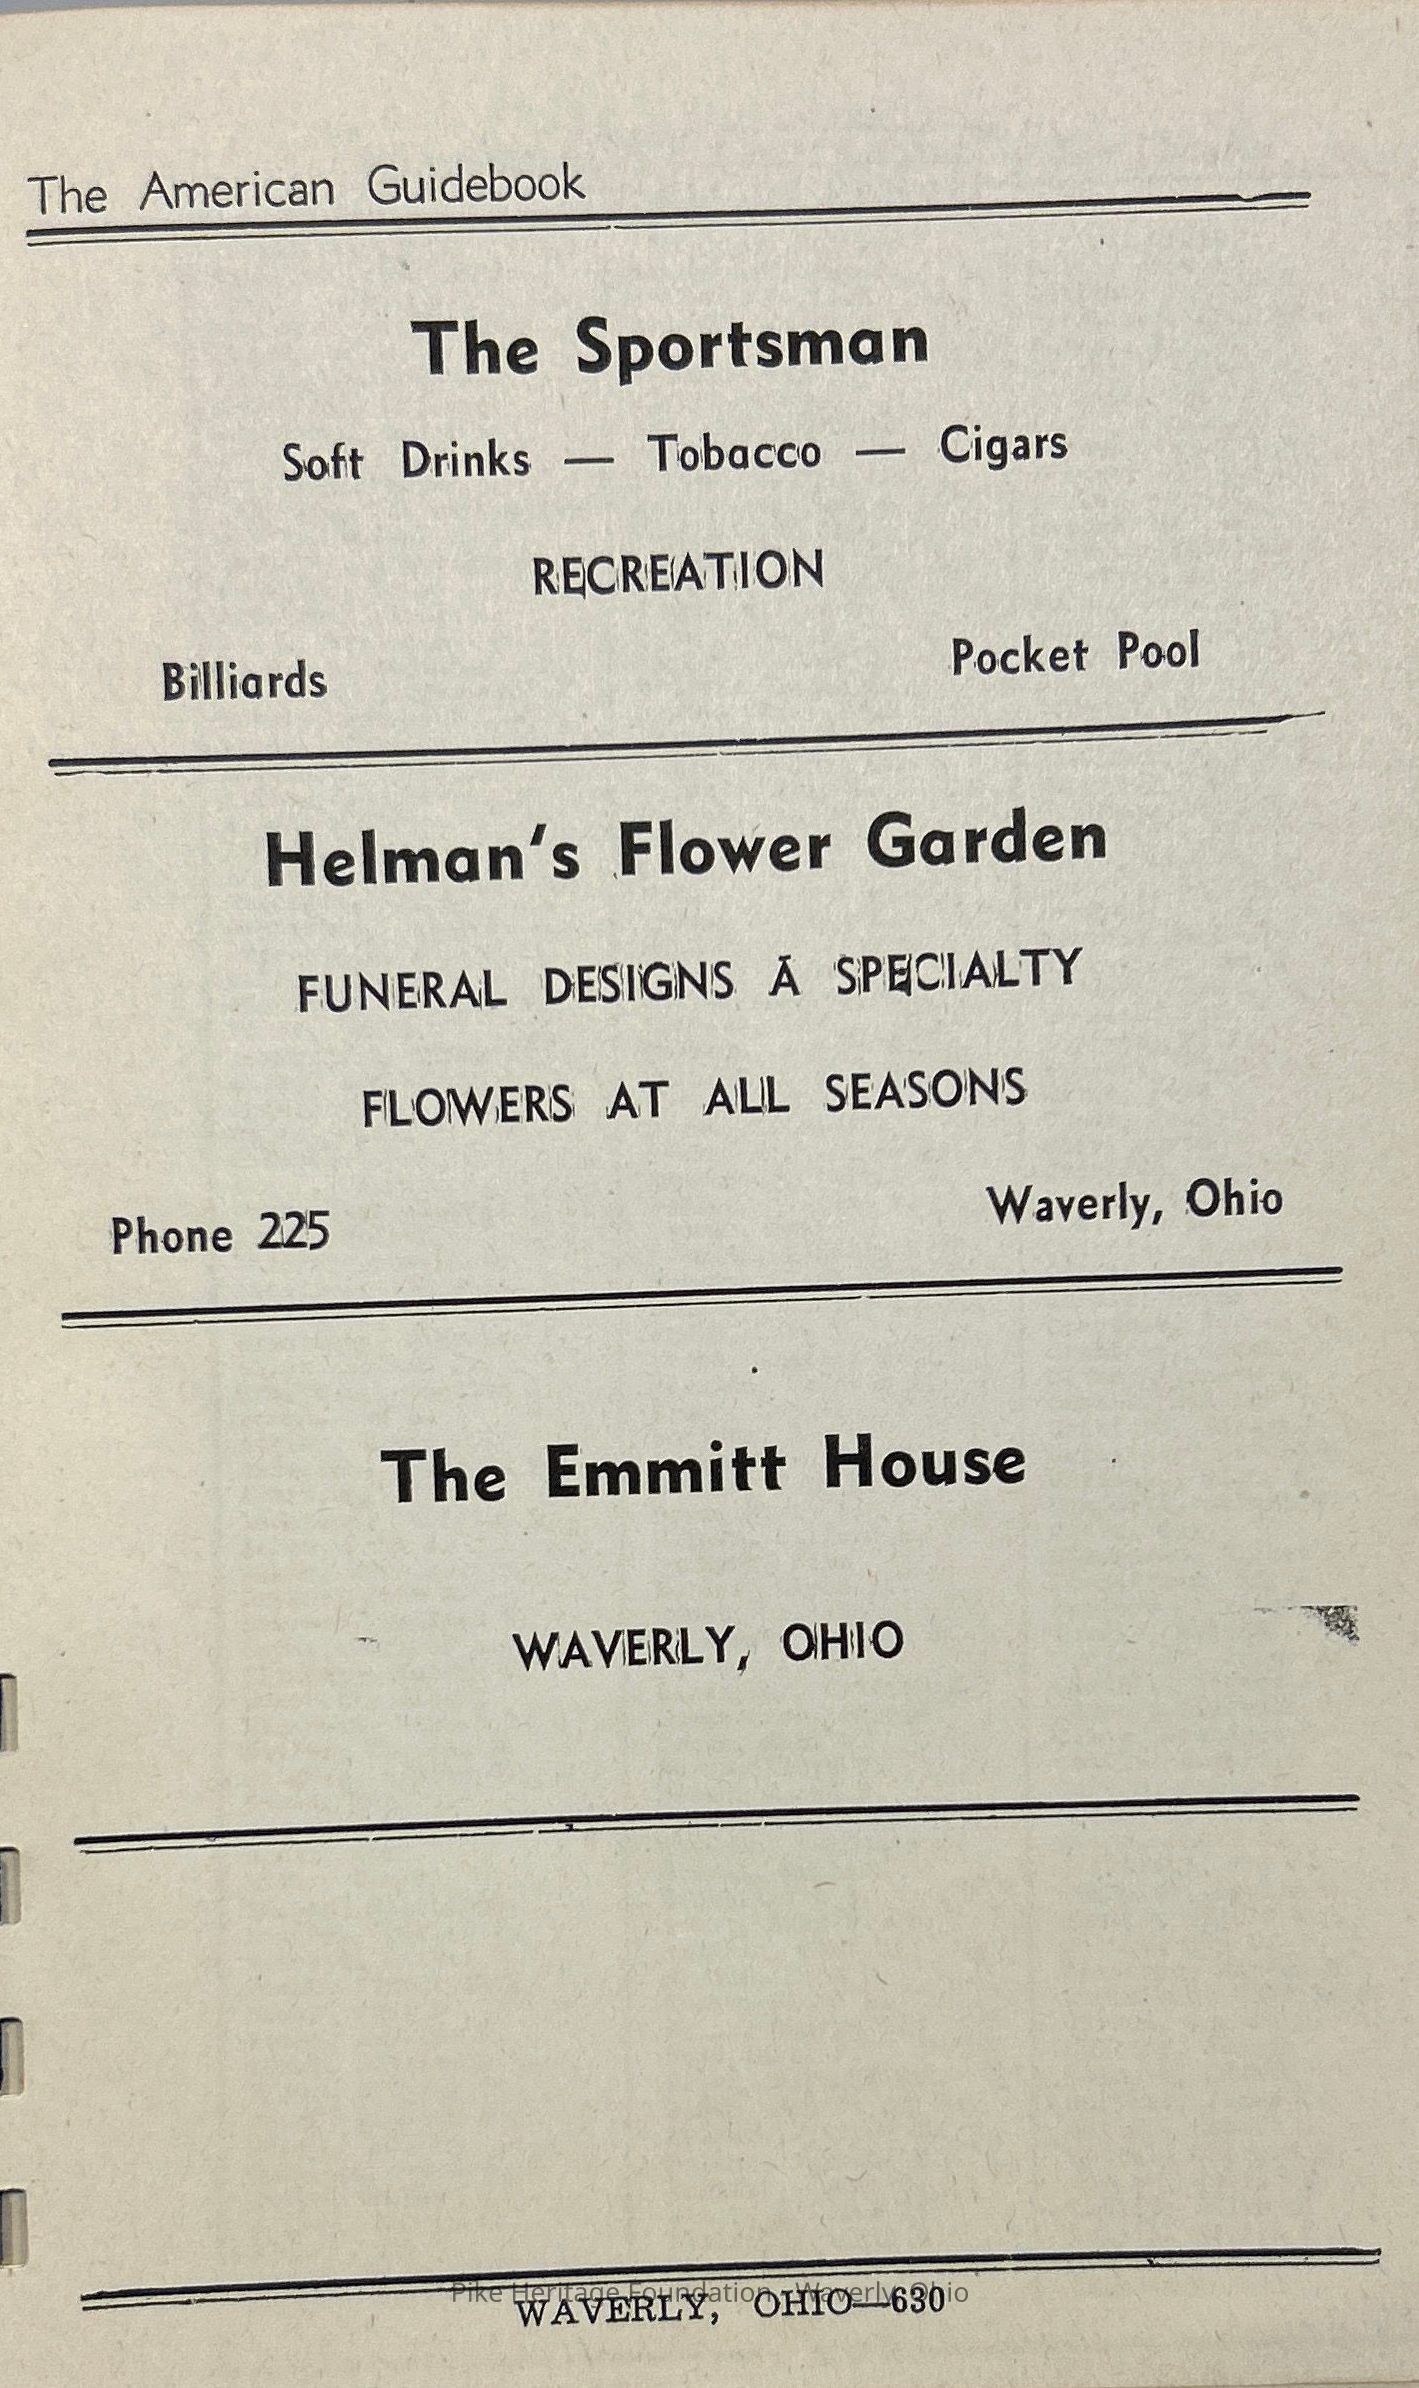 The American Guidebook
The Sportsman
Soft Drinks — Tobacco — Cigars
RECREATION
Billiards Pocket Pool
Helman's Flower Garden
FUNERAL DESIGNS A SPECIALTY
FLOWERS AT ALL SEASONS
Phone 225 Waverly, Ohio
The Emmitt House
WAVERLY, OHIO
Pike Heritage Foundation - Waverly, Ohio
WAVERLY, OHIO—630